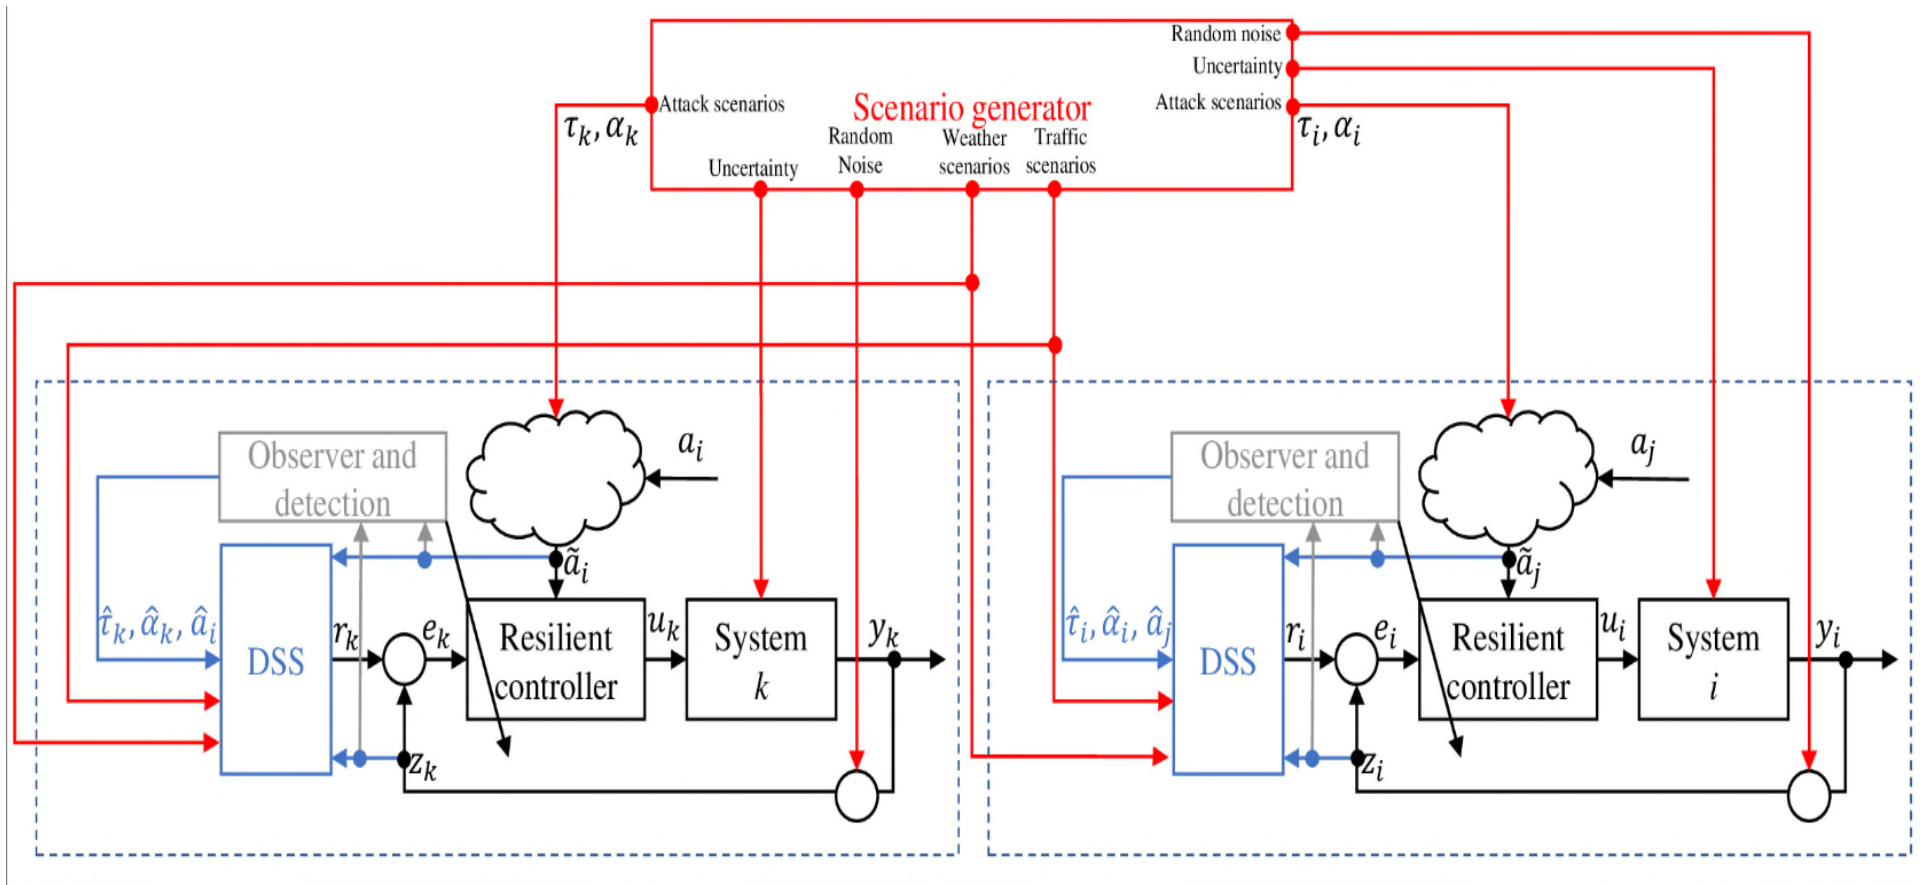 Random noise
Uncertainty
Attack scenarios
Scenario generator
Attack scenarios
τₖ, αₖ
τᵢ, αᵢ
Random
Noise
Weather
scenarios
Traffic
scenarios
Uncertainty
Observer and
detection
aᵢ
ãᵢ
τ̂ₖ, α̂ₖ, âᵢ
DSS
rₖ
eₖ
Resilient
controller
uₖ
System
k
yₖ
zₖ
Observer and
detection
aⱼ
ãⱼ
τ̂ᵢ, α̂ᵢ, âⱼ
DSS
rᵢ
eᵢ
Resilient
controller
uᵢ
System
i
yᵢ
zᵢ